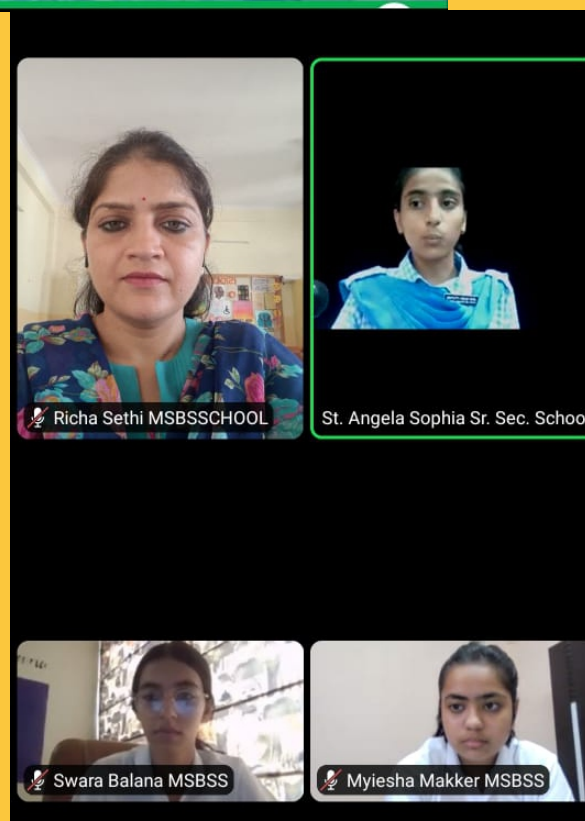 Richa Sethi MSBSSCHOOL
St. Angela Sophia Sr. Sec. Schoo
Swara Balana MSBSS
Myiesha Makker MSBSS